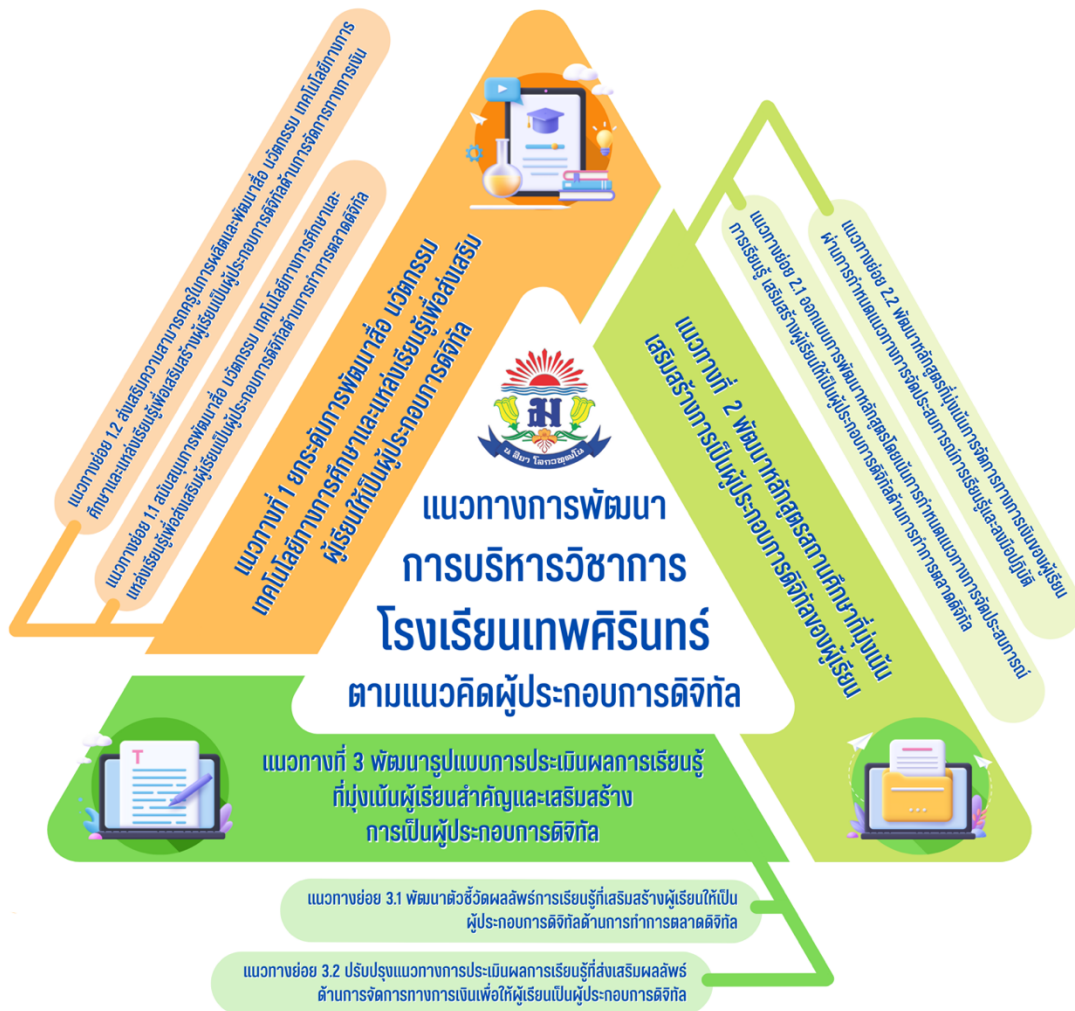 แนวทางการพัฒนา
การบริหารวิชาการ
โรงเรียนเทพศิรินทร์
ตามแนวคิดผู้ประกอบการดิจิทัล
น สิยา โลกวฑฺฒโน
แนวทางที่ 1 ยกระดับการพัฒนาสื่อ นวัตกรรม
เทคโนโลยีทางการศึกษาและแหล่งเรียนรู้เพื่อส่งเสริม
ผู้เรียนให้เป็นผู้ประกอบการดิจิทัล
แนวทางย่อย 1.1 สนับสนุนการพัฒนาสื่อ นวัตกรรม เทคโนโลยีทางการศึกษาและ
แหล่งเรียนรู้เพื่อส่งเสริมผู้เรียนเป็นผู้ประกอบการดิจิทัลด้านการทำการตลาดดิจิทัล
แนวทางย่อย 1.2 ส่งเสริมความสามารถครูในการผลิตและพัฒนาสื่อ นวัตกรรม เทคโนโลยีทางการ
ศึกษาและแหล่งเรียนรู้เพื่อเสริมสร้างผู้เรียนเป็นผู้ประกอบการดิจิทัลด้านการจัดการทางการเงิน
แนวทางที่ 2 พัฒนาหลักสูตรสถานศึกษาที่มุ่งเน้น
เสริมสร้างการเป็นผู้ประกอบการดิจิทัลของผู้เรียน
แนวทางย่อย 2.1 ออกแบบการพัฒนาหลักสูตรโดยเน้นการกำหนดแนวทางการจัดประสบการณ์
การเรียนรู้ เสริมสร้างผู้เรียนให้เป็นผู้ประกอบการดิจิทัลด้านการทำการตลาดดิจิทัล
แนวทางย่อย 2.2 พัฒนาหลักสูตรที่มุ่งเน้นการจัดการทางการเงินของผู้เรียน
ผ่านการกำหนดแนวทางการจัดประสบการณ์การเรียนรู้และลงมือปฏิบัติ
แนวทางที่ 3 พัฒนารูปแบบการประเมินผลการเรียนรู้
ที่มุ่งเน้นผู้เรียนสำคัญและเสริมสร้าง
การเป็นผู้ประกอบการดิจิทัล
T
แนวทางย่อย 3.1 พัฒนาตัวชี้วัดผลลัพธ์การเรียนรู้ที่เสริมสร้างผู้เรียนให้เป็น
ผู้ประกอบการดิจิทัลด้านการทำการตลาดดิจิทัล
แนวทางย่อย 3.2 ปรับปรุงแนวทางการประเมินผลการเรียนรู้ที่ส่งเสริมผลลัพธ์
ด้านการจัดการทางการเงินเพื่อให้ผู้เรียนเป็นผู้ประกอบการดิจิทัล